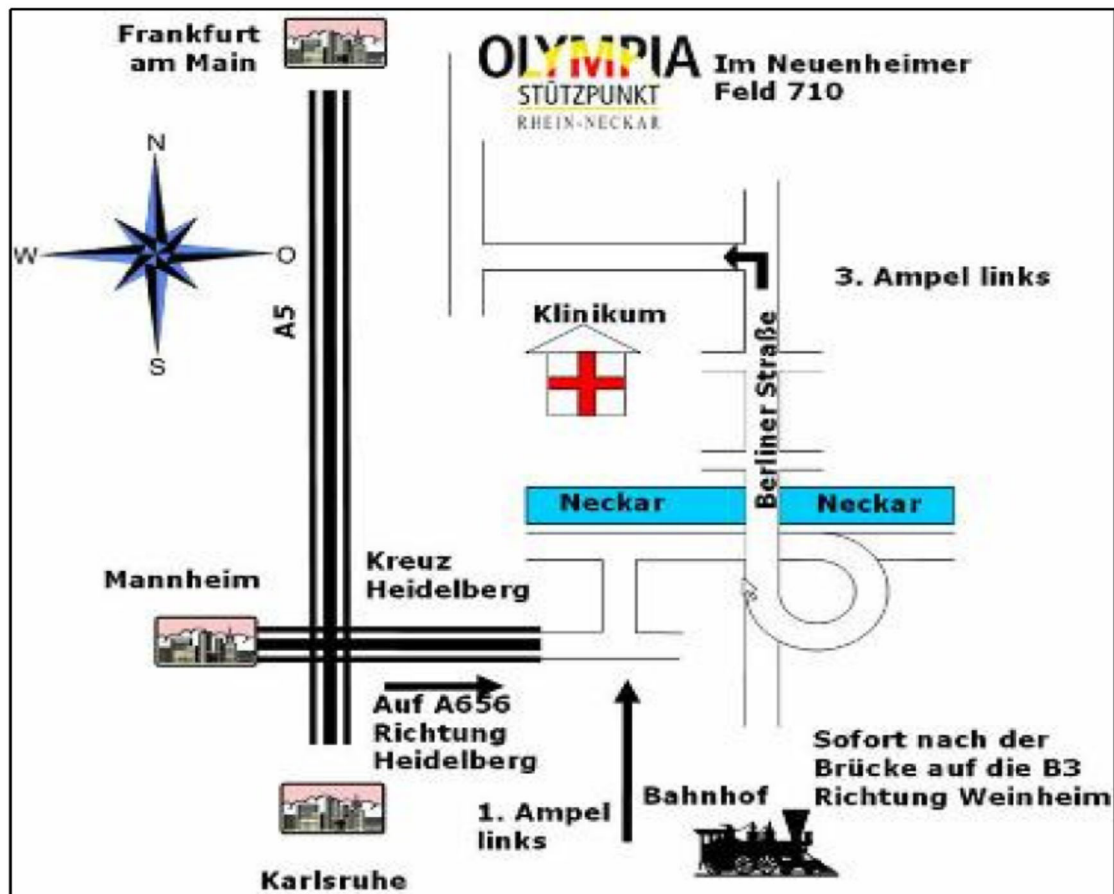 Frankfurt
am Main
OLYMPIA
STÜTZPUNKT
RHEIN-NECKAR
Im Neuenheimer
Feld 710
N
W
O
S
A5
3. Ampel links
Klinikum
Berliner Straße
Neckar
Neckar
Mannheim
Kreuz
Heidelberg
Auf A656
Richtung
Heidelberg
1. Ampel
links
Bahnhof
Sofort nach der
Brücke auf die B3
Richtung Weinheim
Karlsruhe